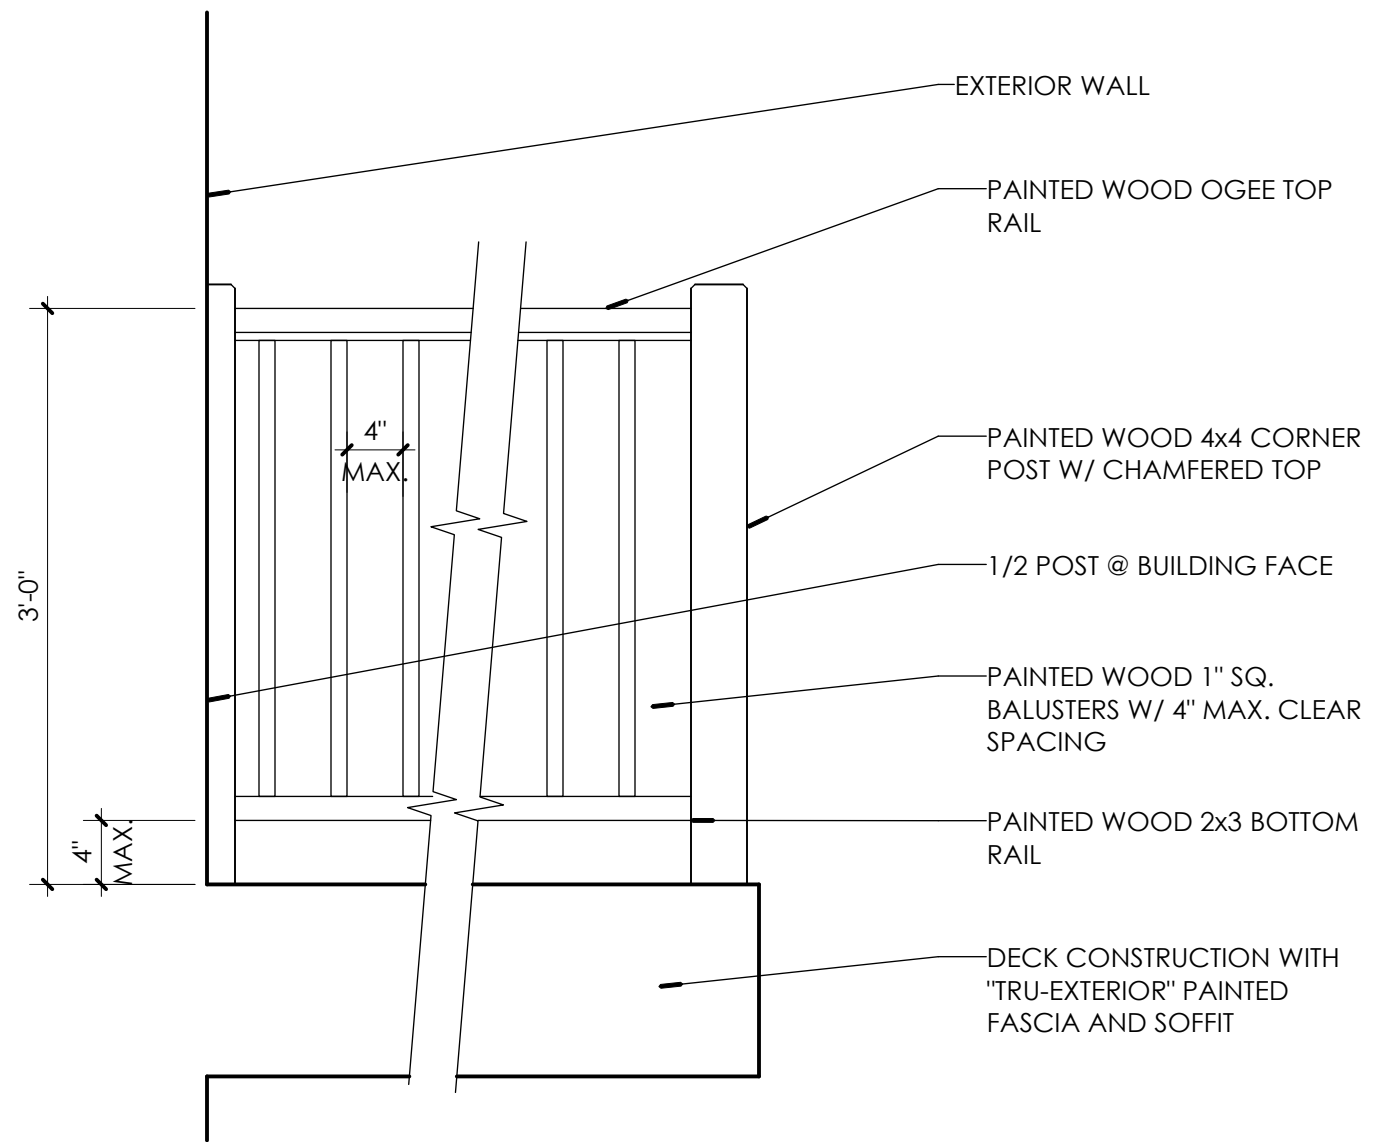 EXTERIOR WALL
PAINTED WOOD OGEE TOP
RAIL
4"
MAX.
PAINTED WOOD 4x4 CORNER
POST W/ CHAMFERED TOP
3'-0"
1/2 POST @ BUILDING FACE
PAINTED WOOD 1" SQ.
BALUSTERS W/ 4" MAX. CLEAR
SPACING
4"
MAX.
PAINTED WOOD 2x3 BOTTOM
RAIL
DECK CONSTRUCTION WITH
"TRU-EXTERIOR" PAINTED
FASCIA AND SOFFIT